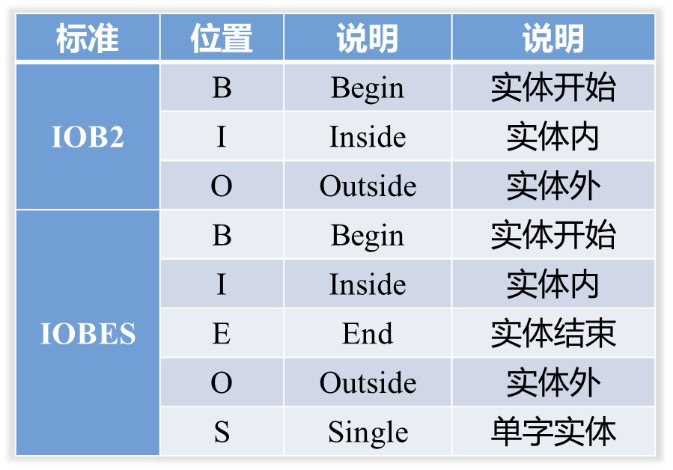 标准 位置 说明 说明
IOB2 B Begin 实体开始
I Inside 实体内
O Outside 实体外
IOBES B Begin 实体开始
I Inside 实体内
E End 实体结束
O Outside 实体外
S Single 单字实体